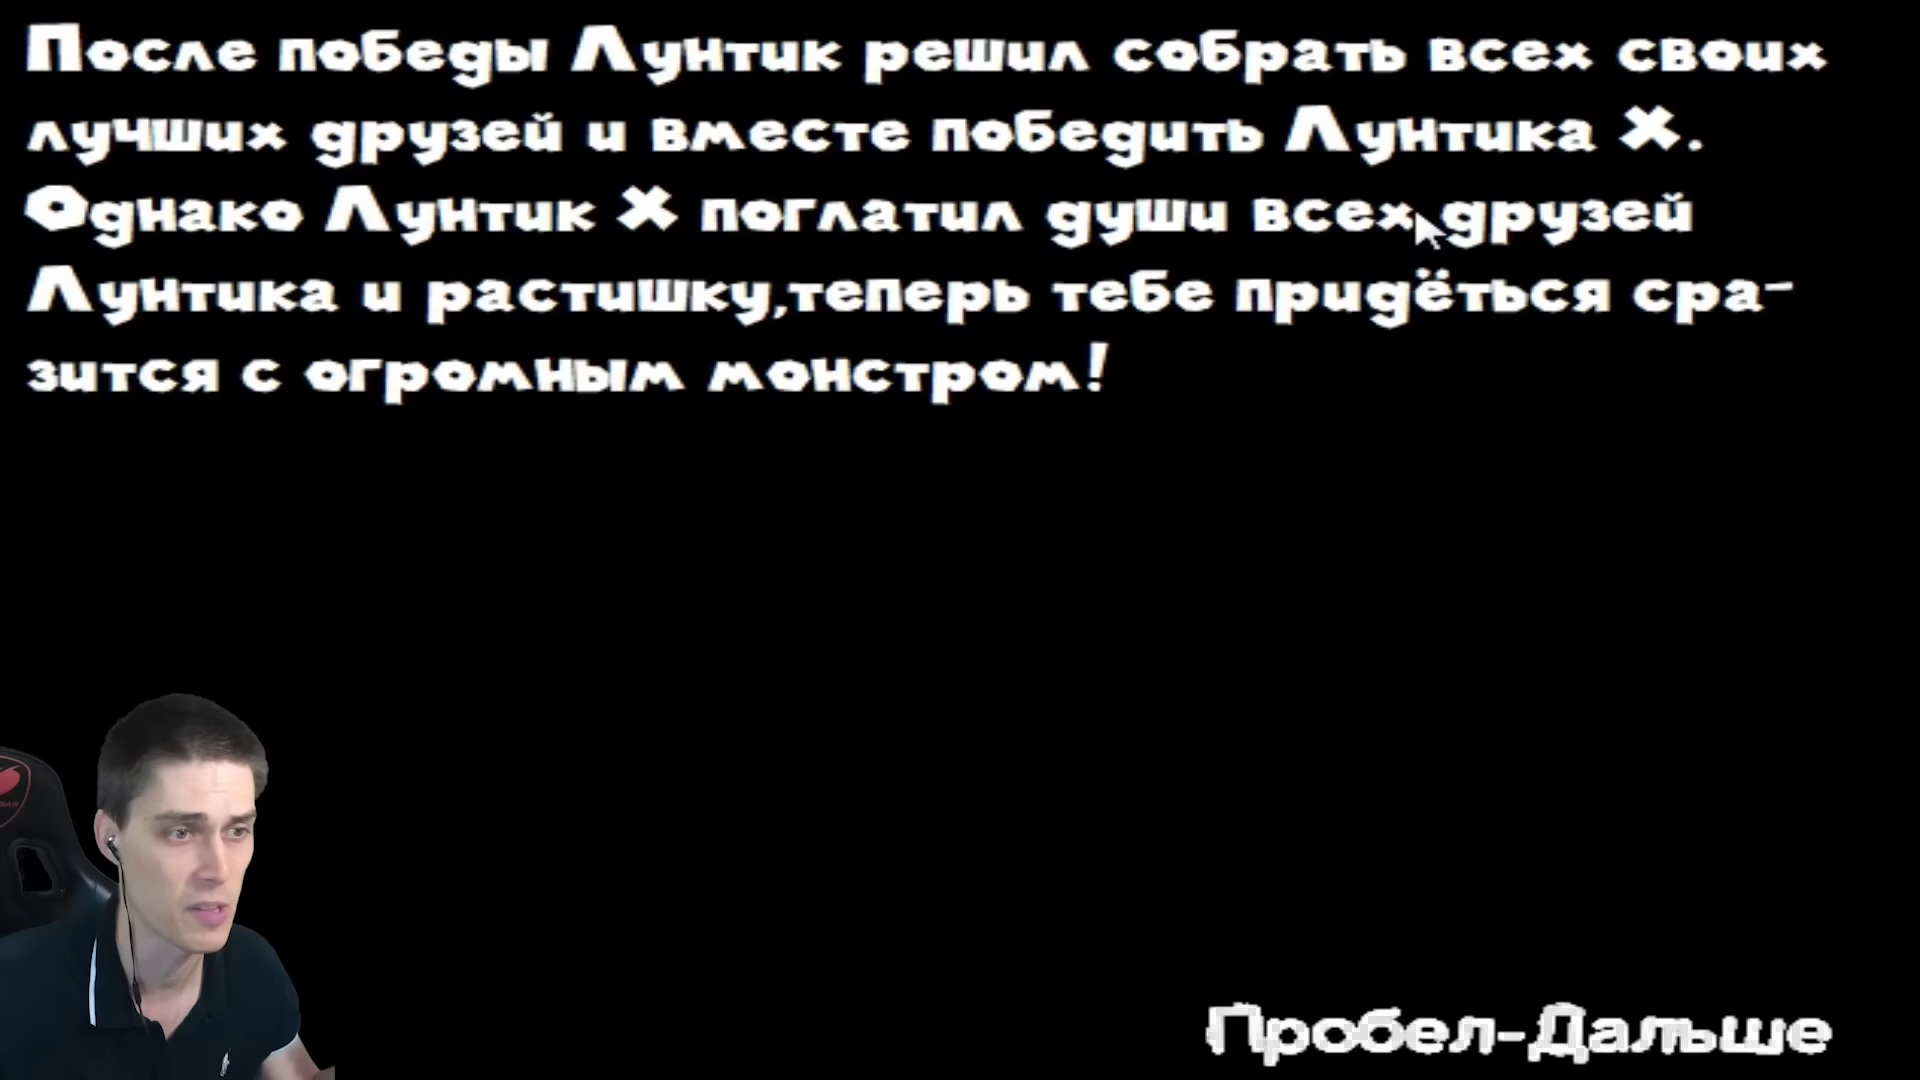 После победы Лунтик решил собрать всех своих
лучших друзей и вместе победить Лунтика Х.
Однако Лунтик Х поглатил души всех друзей
Лунтика и растишку,теперь тебе придёться сра-
зится с огромным монстром!
Пробел-Дальше